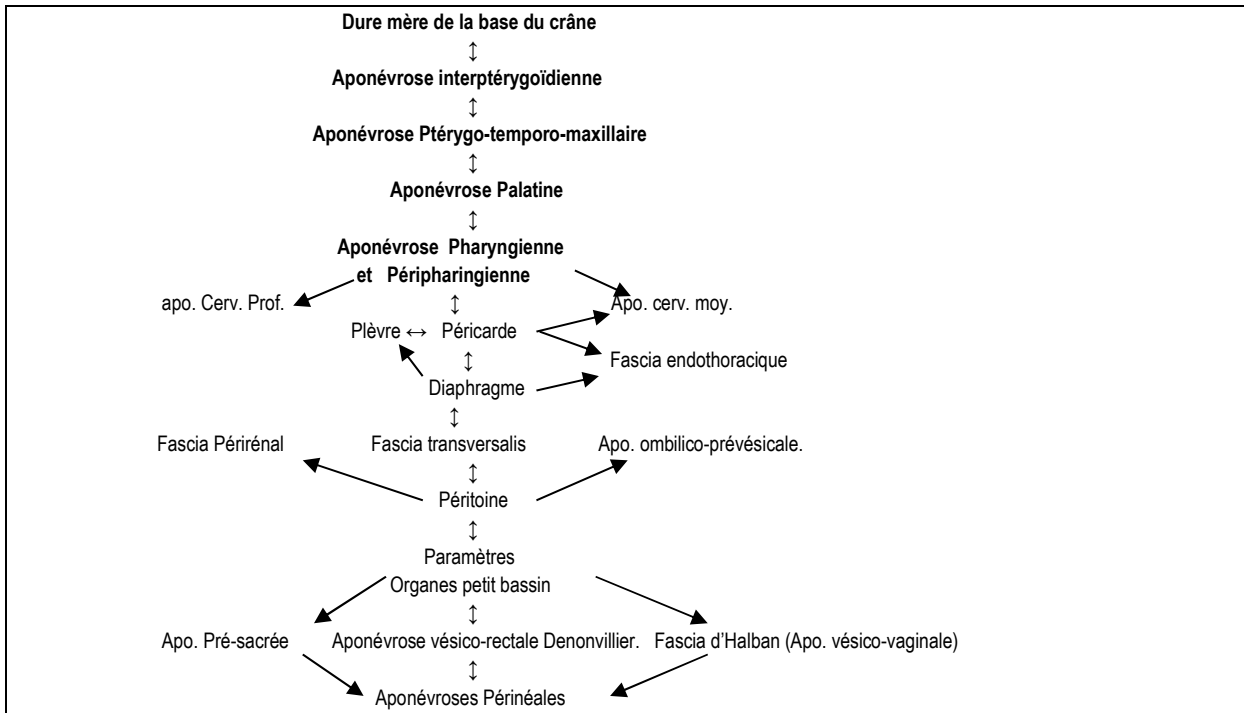 Dure mère de la base du crâne
↕
Aponévrose interptérygoïdienne
↕
Aponévrose Ptérygo-temporo-maxillaire
↕
Aponévrose Palatine
↕
Aponévrose Pharyngienne
et Péripharingienne
apo. Cerv. Prof.
↕
Apo. cerv. moy.
Plèvre ↔ Péricarde
↕
Fascia endothoracique
Diaphragme
↕
Fascia Périrénal
Fascia transversalis
Apo. ombilico-prévésicale.
↕
Péritoine
↕
Paramètres
Organes petit bassin
↕
Apo. Pré-sacrée
Aponévrose vésico-rectale Denonvillier.
Fascia d'Halban (Apo. vésico-vaginale)
↕
Aponévroses Périnéales